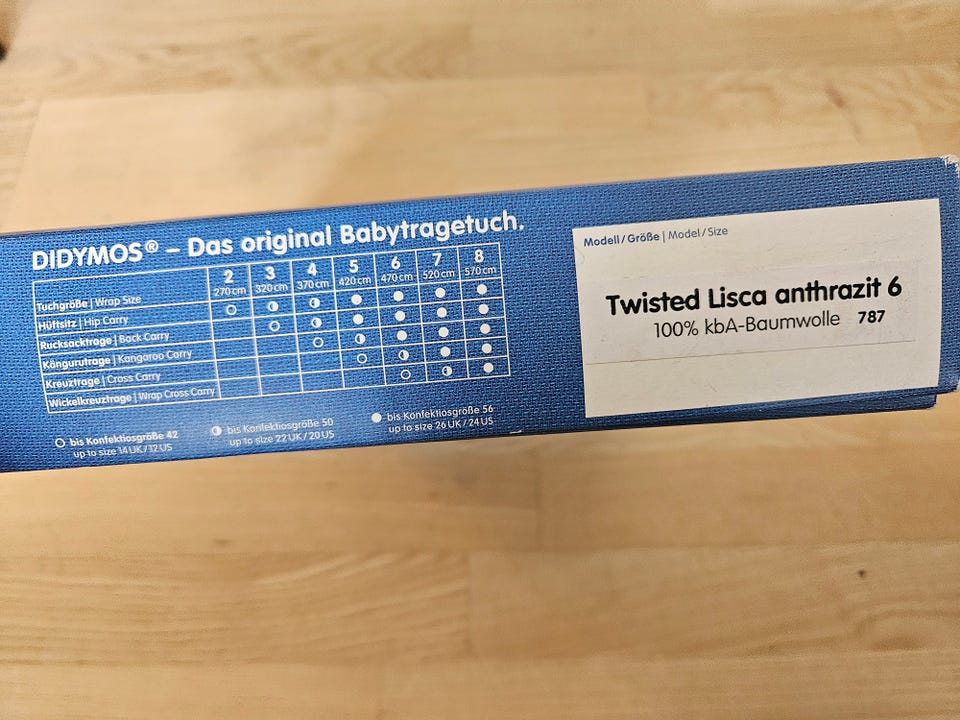 DIDYMOS® – Das original Babytragetuch.
Tuchgröße | Wrap Size 2 270 cm 3 320 cm 4 370 cm 5 420 cm 6 470 cm 7 520 cm 8 570 cm
Hüftsitz | Hip Carry
Rucksacktrage | Back Carry
Kängurutrage | Kangaroo Carry
Kreuztrage | Cross Carry
Wickelkreuztrage | Wrap Cross Carry
bis Konfektiosgröße 42
up to size 14 UK / 12 US
bis Konfektiosgröße 50
up to size 22 UK / 20 US
bis Konfektiosgröße 56
up to size 26 UK / 24 US
Modell / Größe | Model / Size
Twisted Lisca anthrazit 6
100% kbA-Baumwolle 787